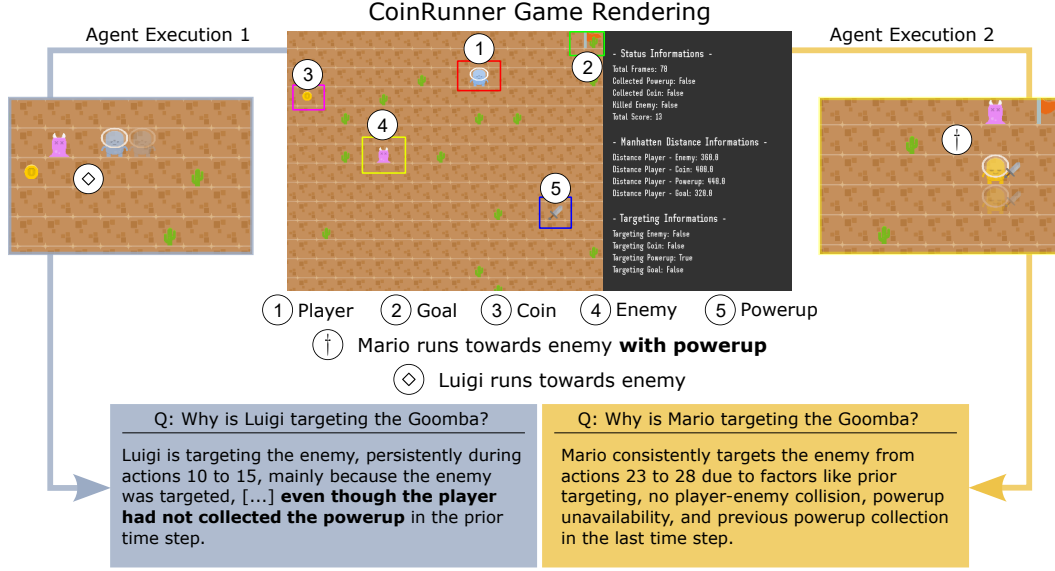 CoinRunner Game Rendering
Agent Execution 1
Agent Execution 2
1
2
3
4
5
◇
†
- Status Informations -
Total Frames: 78
Collected Powerup: False
Collected Coin: False
Killed Enemy: False
Total Score: 13
- Manhatten Distance Informations -
Distance Player - Enemy: 360.0
Distance Player - Coin: 480.0
Distance Player - Powerup: 440.0
Distance Player - Goal: 320.0
- Targeting Informations -
Targeting Enemy: False
Targeting Coin: False
Targeting Powerup: True
Targeting Goal: False
1 Player 2 Goal 3 Coin 4 Enemy 5 Powerup
† Mario runs towards enemy with powerup
◇ Luigi runs towards enemy
Q: Why is Luigi targeting the Goomba?
Luigi is targeting the enemy, persistently during
actions 10 to 15, mainly because the enemy
was targeted, [...] even though the player
had not collected the powerup in the prior
time step.
Q: Why is Mario targeting the Goomba?
Mario consistently targets the enemy from
actions 23 to 28 due to factors like prior
targeting, no player-enemy collision, powerup
unavailability, and previous powerup collection
in the last time step.